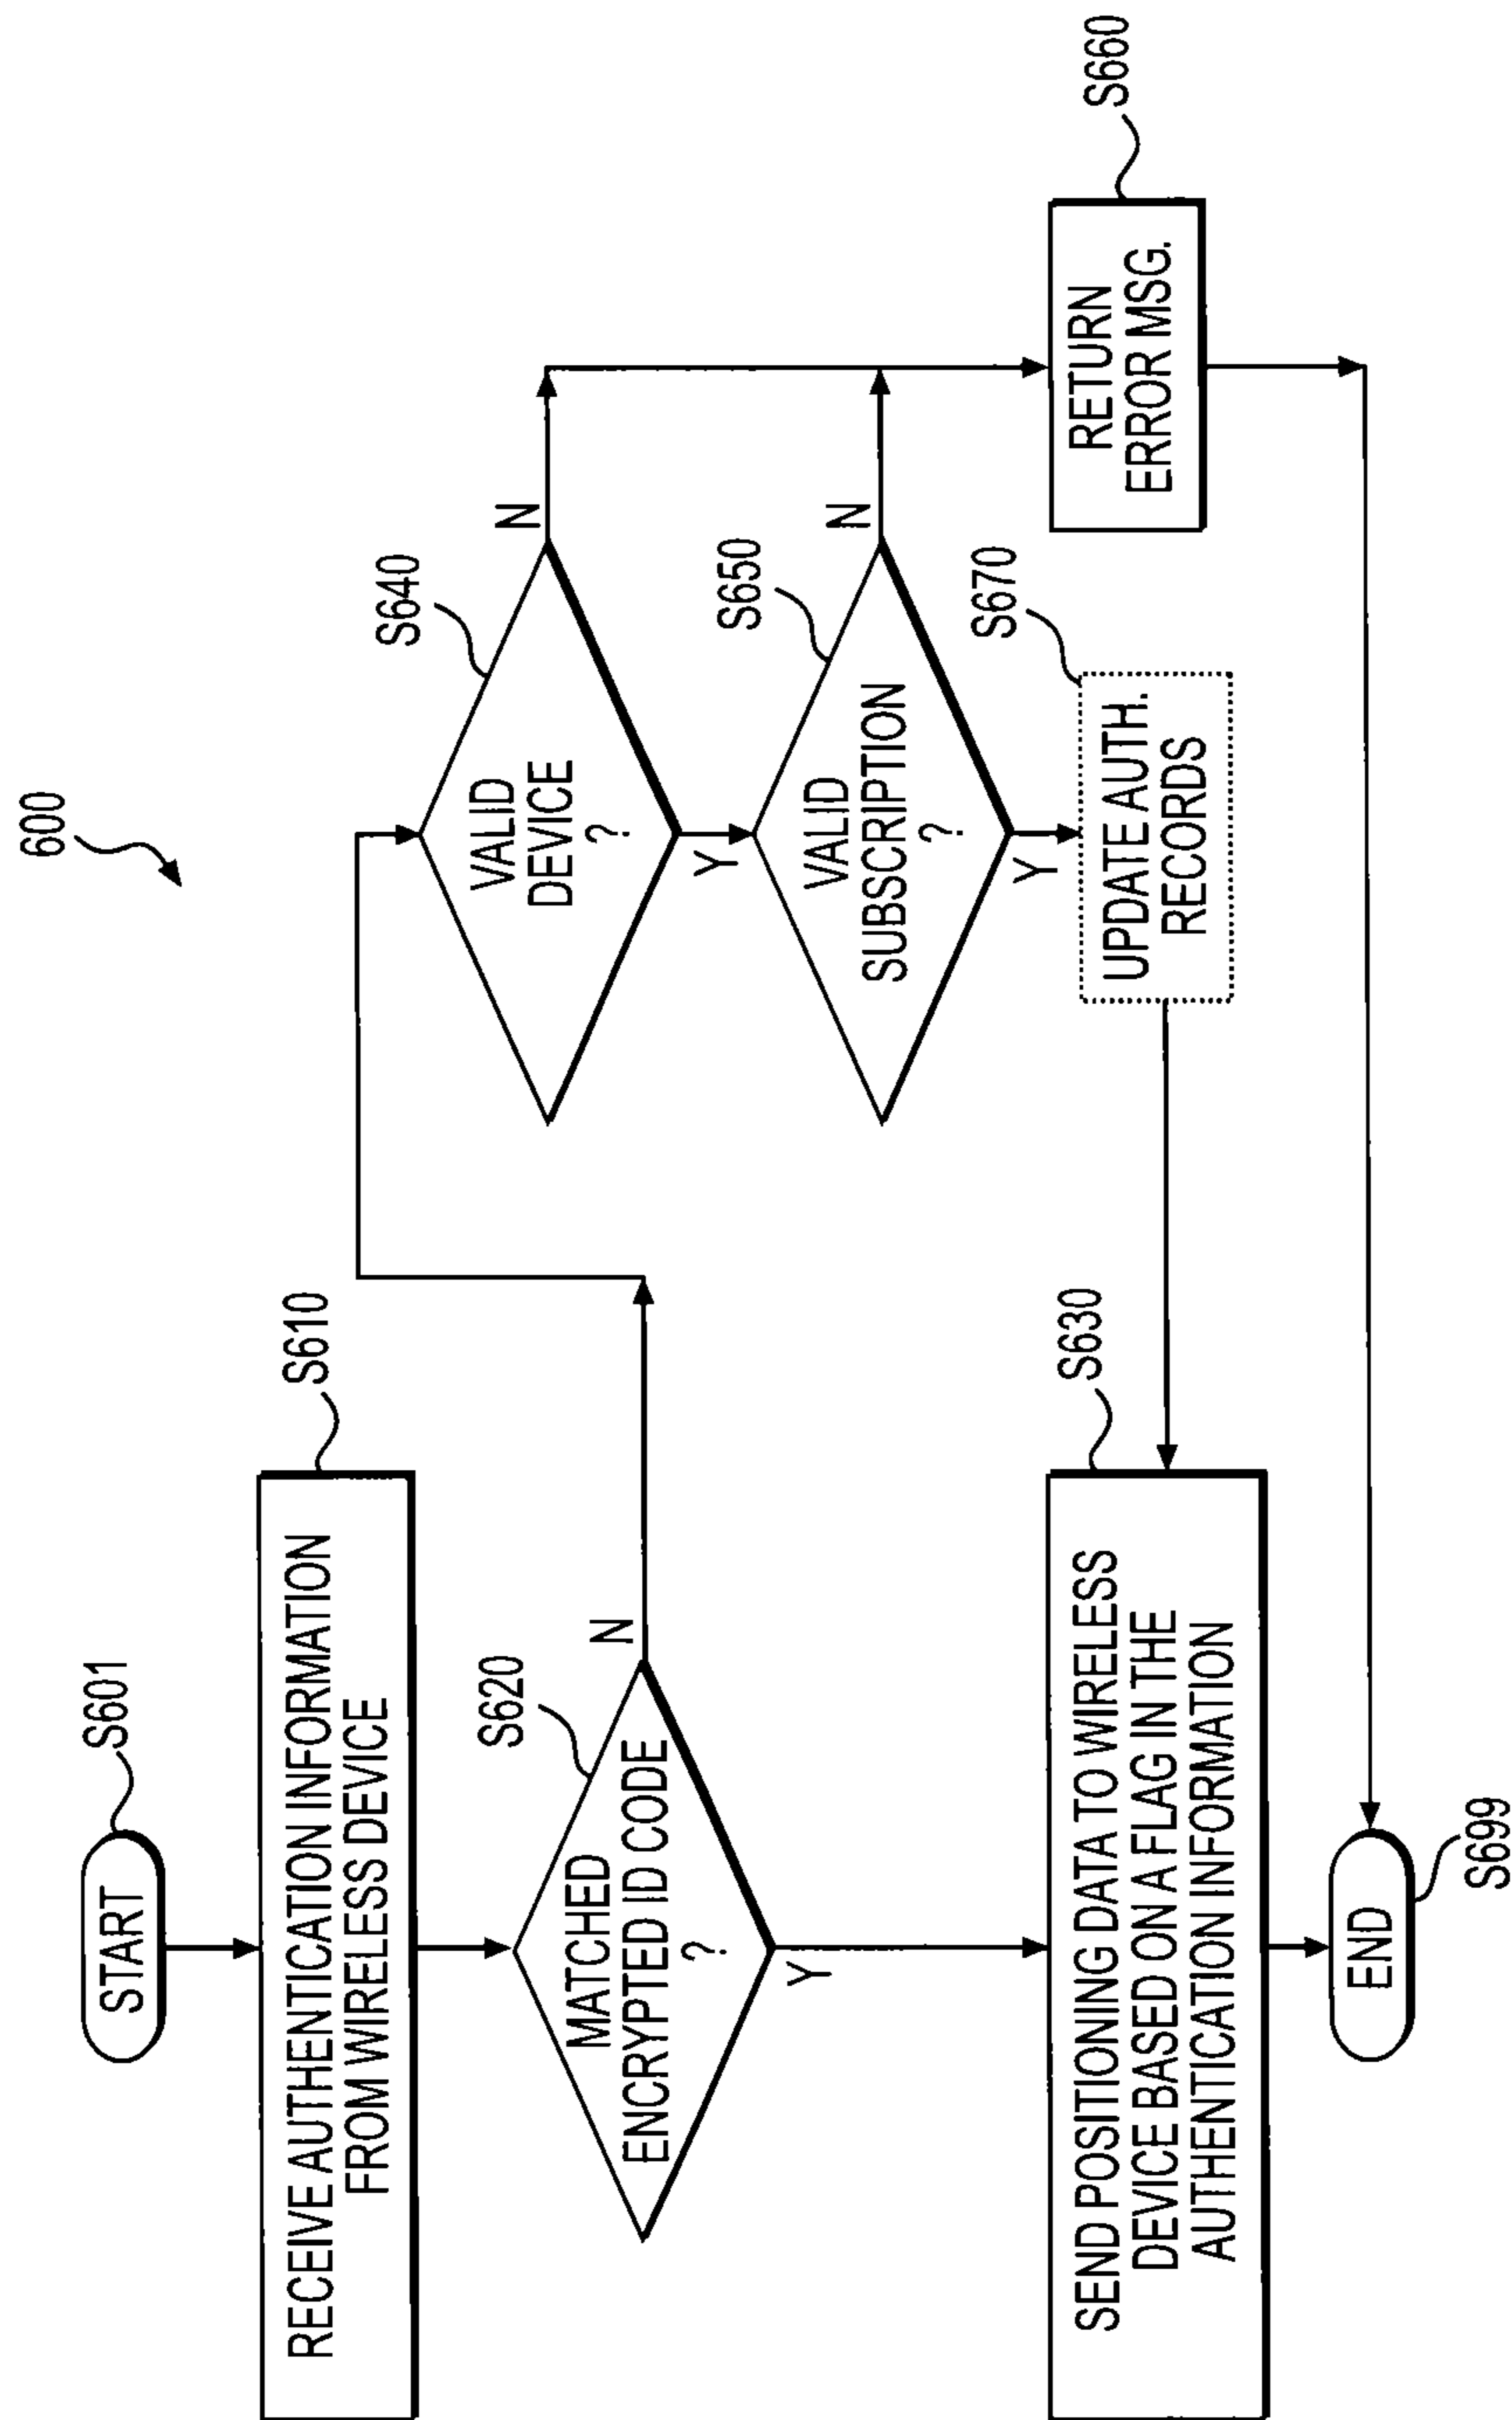 600
START
S601
RECEIVE AUTHENTICATION INFORMATION
FROM WIRELESS DEVICE
S610
MATCHED
ENCRYPTED ID CODE
?
S620
N
Y
VALID
DEVICE
?
S640
N
Y
VALID
SUBSCRIPTION
?
S650
N
Y
UPDATE AUTH.
RECORDS
S670
RETURN
ERROR MSG.
S660
SEND POSITIONING DATA TO WIRELESS
DEVICE BASED ON A FLAG IN THE
AUTHENTICATION INFORMATION
S630
END
S699